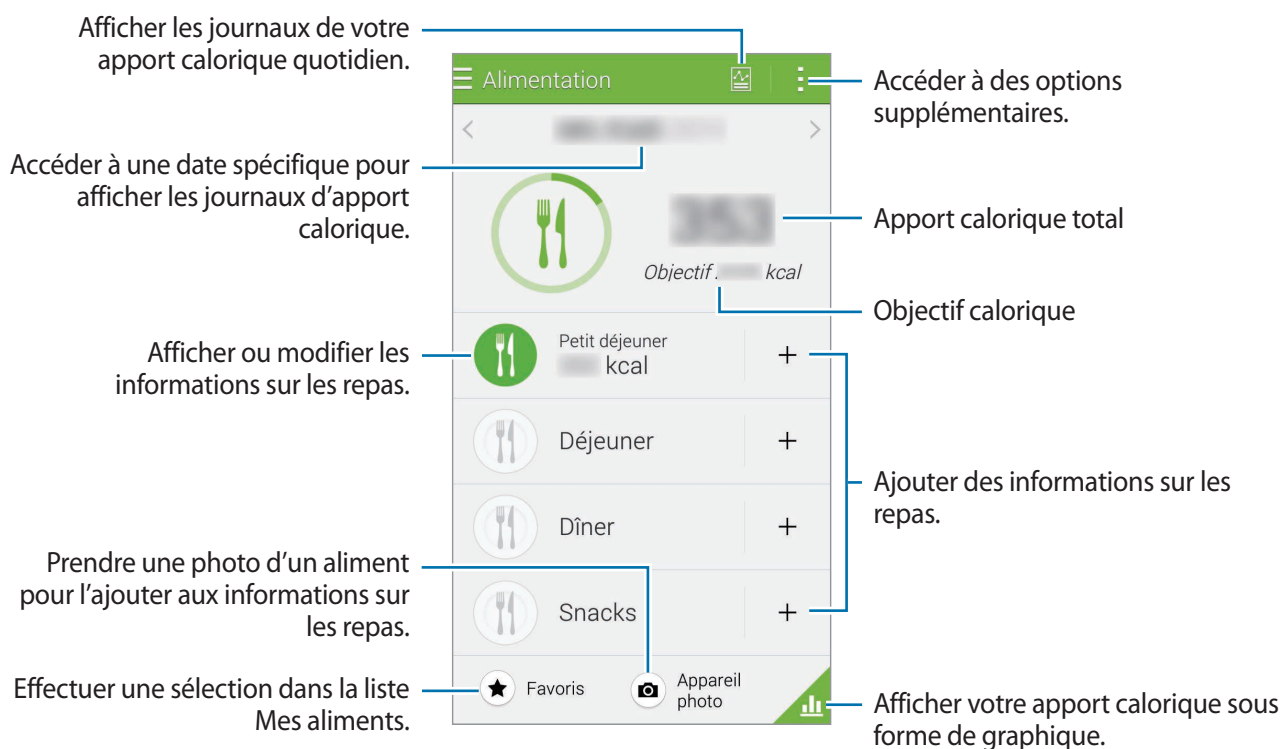 Afficher les journaux de votre
apport calorique quotidien.
Accéder à une date spécifique pour
afficher les journaux d'apport
calorique.
Afficher ou modifier les
informations sur les repas.
Prendre une photo d'un aliment
pour l'ajouter aux informations sur
les repas.
Effectuer une sélection dans la liste
Mes aliments.
Alimentation
Objectif kcal
Petit déjeuner
kcal
Déjeuner
Dîner
Snacks
Favoris
Appareil
photo
Accéder à des options
supplémentaires.
Apport calorique total
Objectif calorique
Ajouter des informations sur les
repas.
Afficher votre apport calorique sous
forme de graphique.